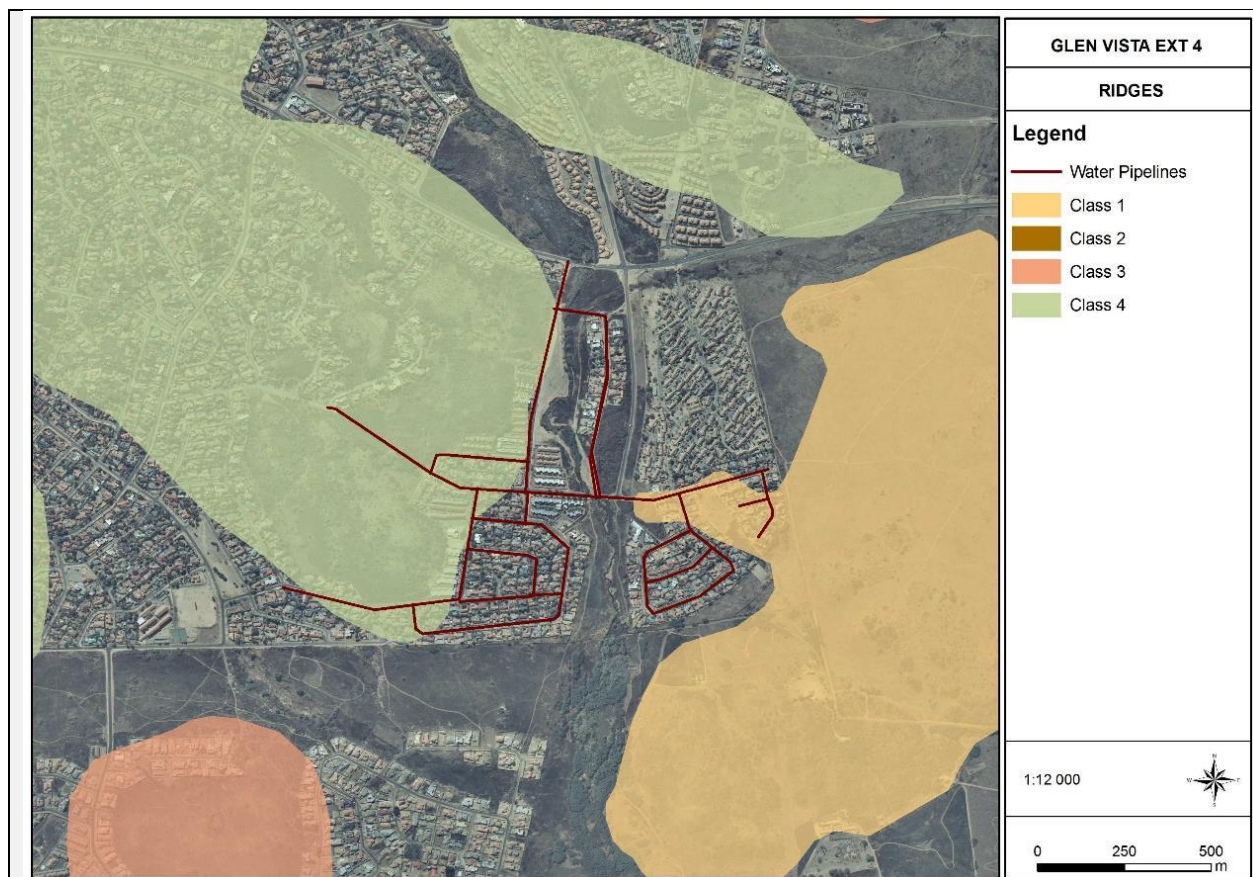 GLEN VISTA EXT 4
RIDGES
Legend
Water Pipelines
Class 1
Class 2
Class 3
Class 4
1:12 000
N
W
E
S
0 250 500
m